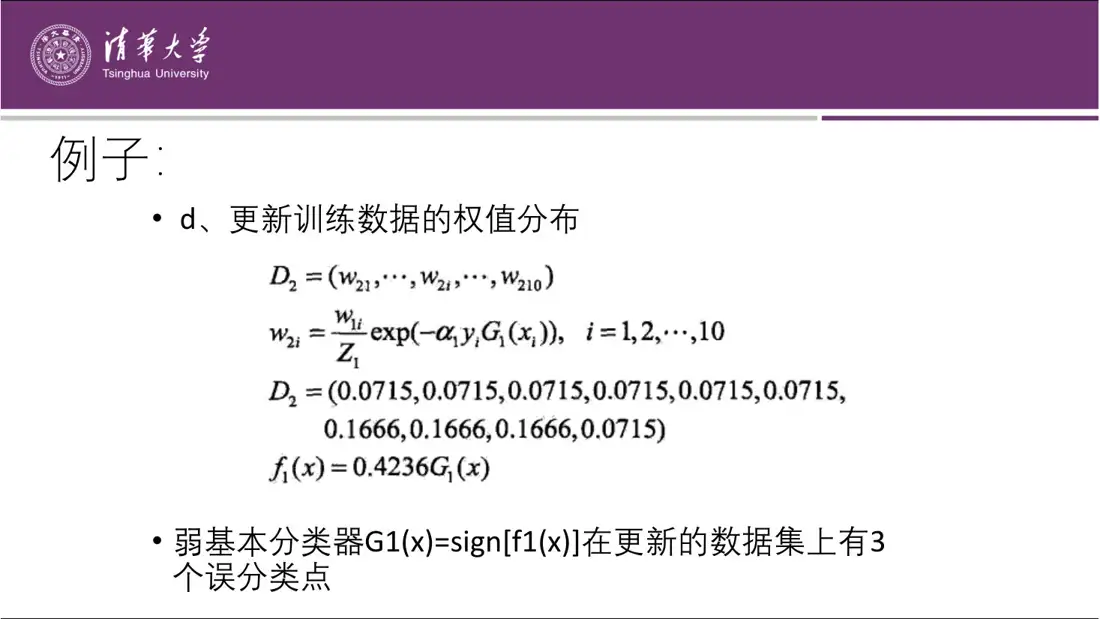 清华大学
Tsinghua University
例子：
• d、更新训练数据的权值分布
D₂ = (w₂₁,⋯,w₂ᵢ,⋯,w₂₁₀)
w₂ᵢ = w₁ᵢ/Z₁ exp(−α₁yᵢG₁(xᵢ)), i = 1,2,⋯,10
D₂ = (0.0715,0.0715,0.0715,0.0715,0.0715,0.0715,
0.1666,0.1666,0.1666,0.0715)
f₁(x) = 0.4236G₁(x)
• 弱基本分类器G1(x)=sign[f1(x)]在更新的数据集上有3
个误分类点